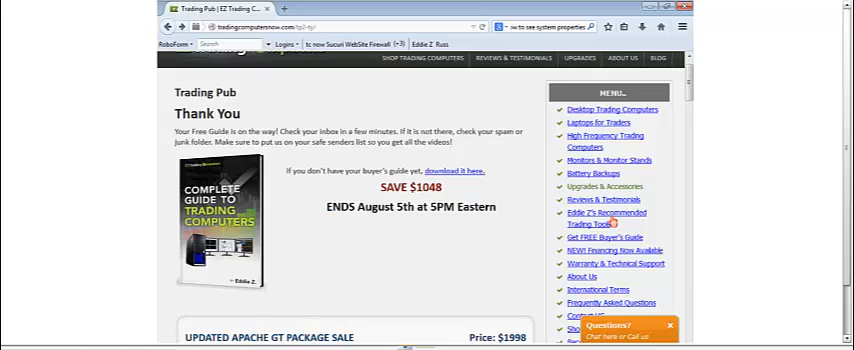 Trading Pub | EZ Trading C...
tradingcomputersnow.com/tp2-ty/
ow to see system properties
RoboForm Search Logins tc now Sucuri WebSite Firewall (+3) Eddie Z Russ
SHOP TRADING COMPUTERS REVIEWS & TESTIMONIALS UPGRADES ABOUT US BLOG
Trading Pub
Thank You
Your Free Guide is on the way! Check your inbox in a few minutes. If it is not there, check your spam or
junk folder. Make sure to put us on your safe senders list so you get all the videos!
If you don't have your buyer's guide yet, download it here.
SAVE $1048
ENDS August 5th at 5PM Eastern
COMPLETE
GUIDE TO
TRADING
COMPUTERS
Eddie Z.
UPDATED APACHE GT PACKAGE SALE Price: $1998
MENU...
Desktop Trading Computers
Laptops for Traders
High Frequency Trading
Computers
Monitors & Monitor Stands
Battery Backups
Upgrades & Accessories
Reviews & Testimonials
Eddie Z's Recommended
Trading Tools
Get FREE Buyer's Guide
NEW! Financing Now Available
Warranty & Technical Support
About Us
International Terms
Frequently Asked Questions
Questions?
Chat here or Call us